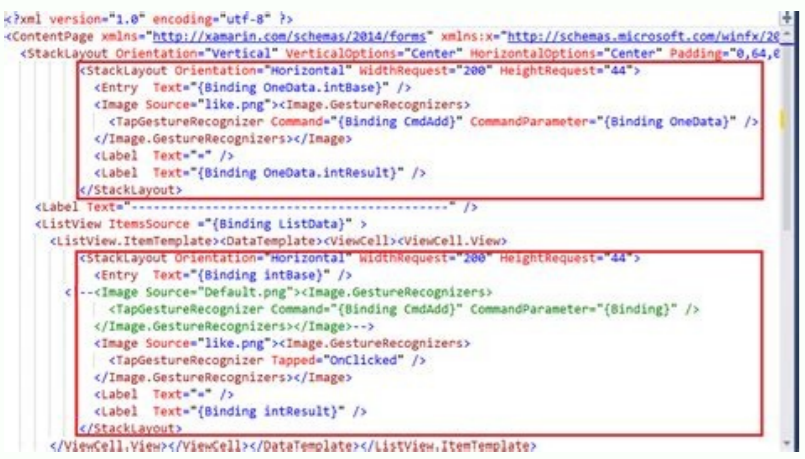 <?xml version="1.0" encoding="utf-8" ?>
<ContentPage xmlns="http://xamarin.com/schemas/2014/forms" xmlns:x="http://schemas.microsoft.com/winfx/20
<StackLayout Orientation="Vertical" VerticalOptions="Center" HorizontalOptions="Center" Padding="0,64,0
<StackLayout Orientation="Horizontal" WidthRequest="200" HeightRequest="44">
<Entry Text="{Binding OneData.intBase}" />
<Image Source="like.png"><Image.GestureRecognizers>
<TapGestureRecognizer Command="{Binding CmdAdd}" CommandParameter="{Binding OneData}" />
</Image.GestureRecognizers></Image>
<Label Text="=" />
<Label Text="{Binding OneData.intResult}" />
</StackLayout>
<Label Text="-------------------------------------------" />
<ListView ItemsSource ="{Binding ListData}" >
<ListView.ItemTemplate><DataTemplate><ViewCell><ViewCell.View>
<StackLayout Orientation="Horizontal" WidthRequest="200" HeightRequest="44">
<Entry Text="{Binding intBase}" />
<!--<Image Source="Default.png"><Image.GestureRecognizers>
<TapGestureRecognizer Command="{Binding CmdAdd}" CommandParameter="{Binding}" />
</Image.GestureRecognizers></Image>-->
<Image Source="like.png"><Image.GestureRecognizers>
<TapGestureRecognizer Tapped="OnClicked" />
</Image.GestureRecognizers></Image>
<Label Text="=" />
<Label Text="{Binding intResult}" />
</StackLayout>
</ViewCell.View></ViewCell></DataTemplate></ListView.ItemTemplate>